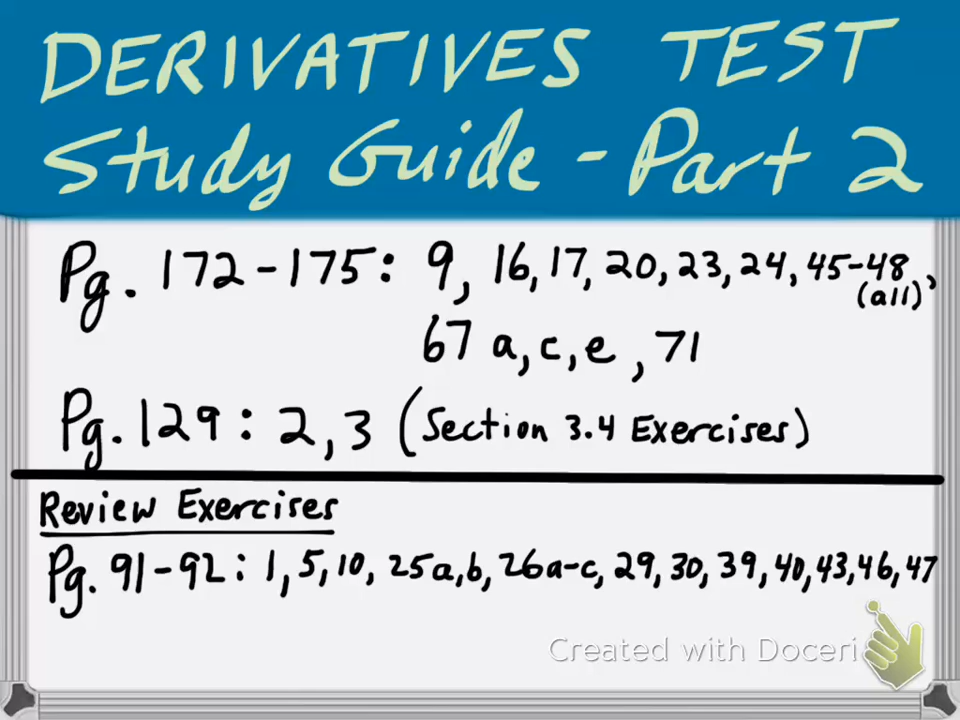 DERIVATIVES TEST
Study Guide - Part 2
Pg. 172-175: 9, 16, 17, 20, 23, 24, 45-48
(all),
67 a, c, e, 71
Pg. 129: 2, 3 (Section 3.4 Exercises)
Review Exercises
Pg. 91-92: 1, 5, 10, 25a, b, 26a-c, 29, 30, 39, 40, 43, 46, 47
Created with Doceri